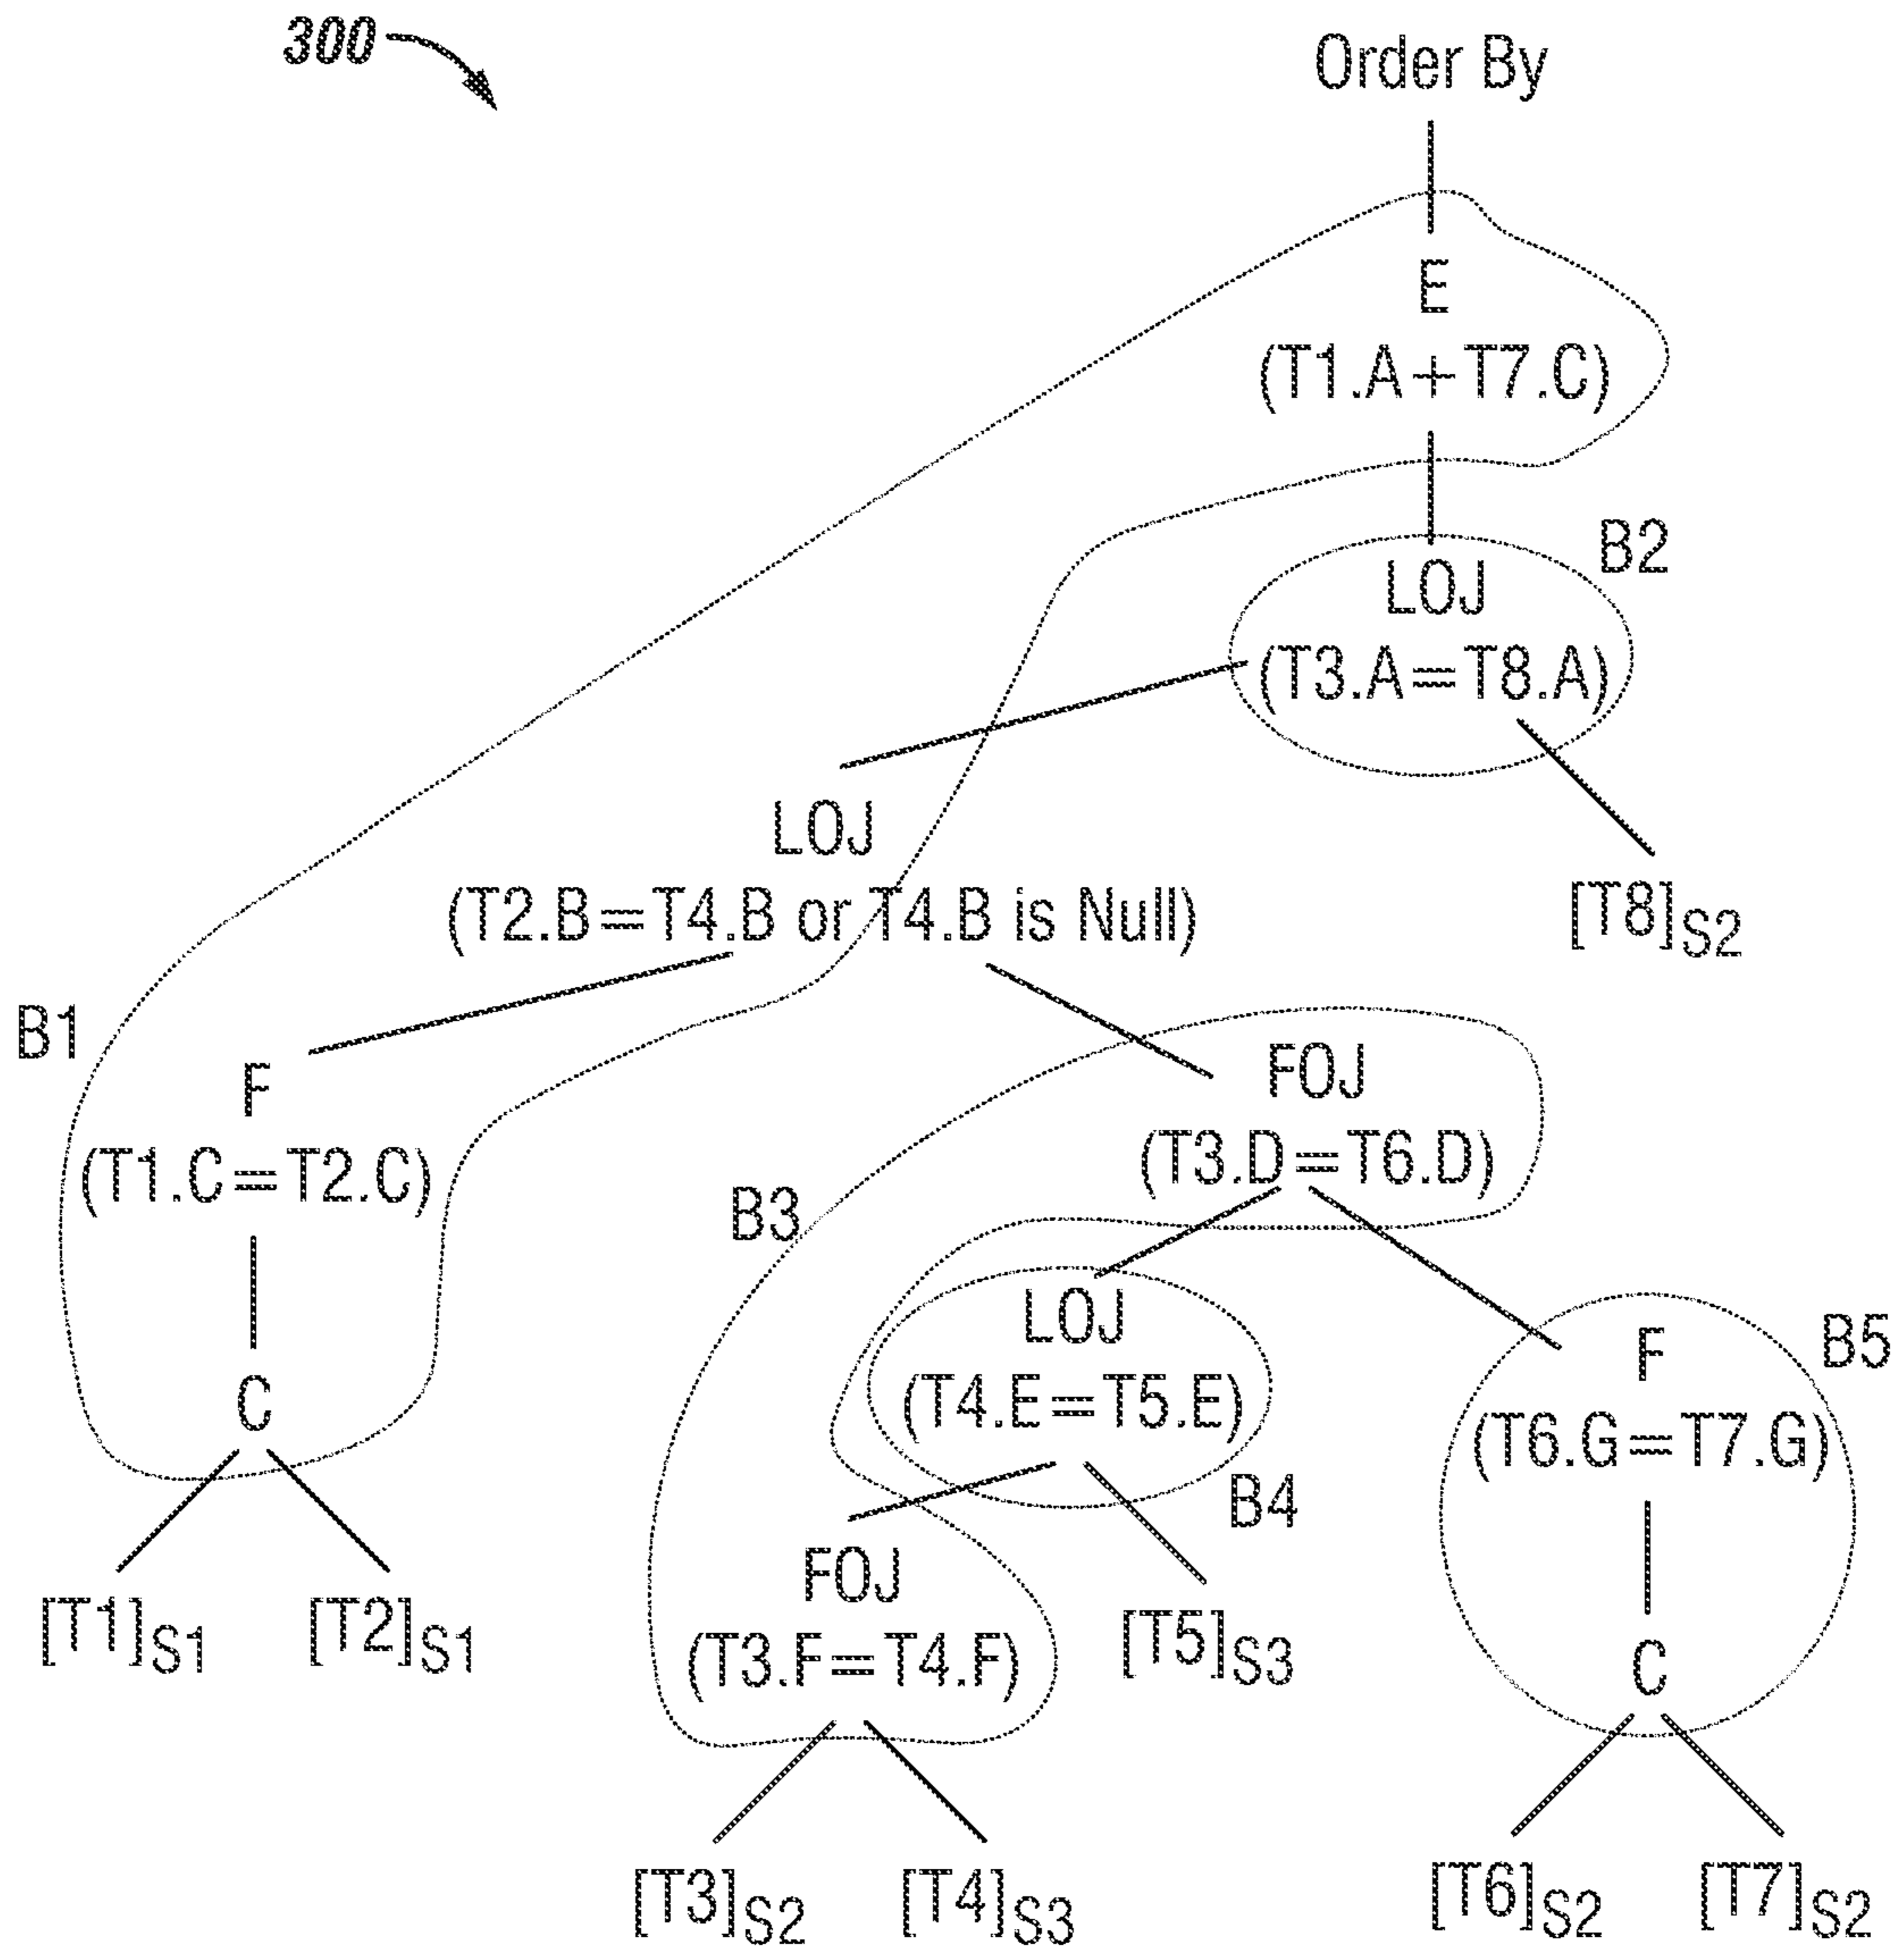 300
Order By
E
(T1.A+T7.C)
B2
LOJ
(T3.A=T8.A)
LOJ
(T2.B=T4.B or T4.B is Null)
[T8]S2
B1
F
(T1.C=T2.C)
FOJ
(T3.D=T6.D)
B3
LOJ
(T4.E=T5.E)
B4
F
B5
(T6.G=T7.G)
C
C
[T1]S1
[T2]S1
FOJ
(T3.F=T4.F)
[T5]S3
[T3]S2
[T4]S3
[T6]S2
[T7]S2